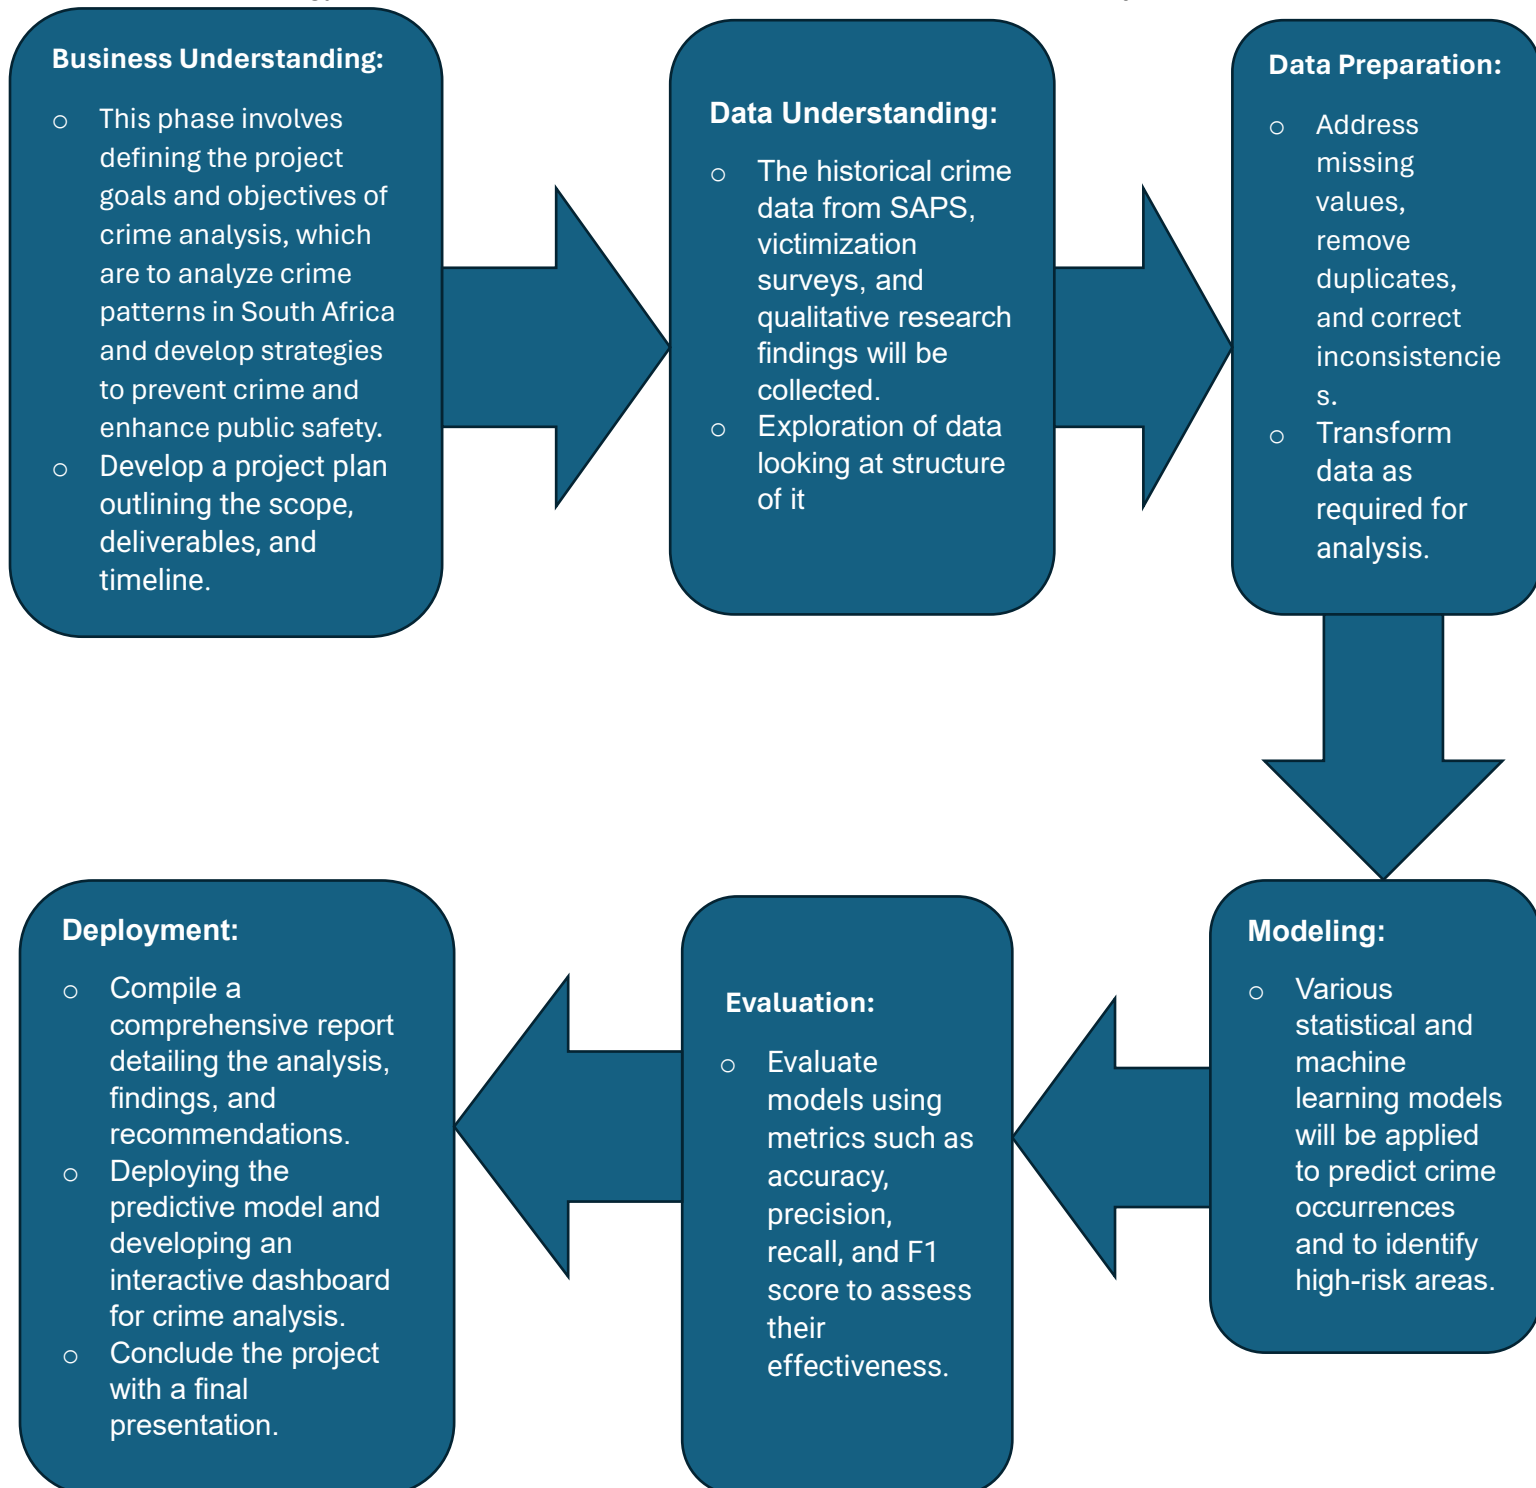 Business Understanding:
○ This phase involves
defining the project
goals and objectives of
crime analysis, which
are to analyze crime
patterns in South Africa
and develop strategies
to prevent crime and
enhance public safety.
○ Develop a project plan
outlining the scope,
deliverables, and
timeline.
Data Understanding:
○ The historical crime
data from SAPS,
victimization
surveys, and
qualitative research
findings will be
collected.
○ Exploration of data
looking at structure
of it
Data Preparation:
○ Address
missing
values,
remove
duplicates,
and correct
inconsistencie
s.
○ Transform
data as
required for
analysis.
Modeling:
○ Various
statistical and
machine
learning models
will be applied
to predict crime
occurrences
and to identify
high-risk areas.
Evaluation:
○ Evaluate
models using
metrics such as
accuracy,
precision,
recall, and F1
score to assess
their
effectiveness.
Deployment:
○ Compile a
comprehensive report
detailing the analysis,
findings, and
recommendations.
○ Deploying the
predictive model and
developing an
interactive dashboard
for crime analysis.
○ Conclude the project
with a final
presentation.